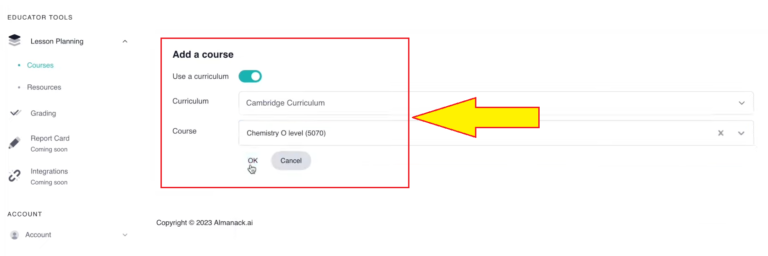 EDUCATOR TOOLS
Lesson Planning
Courses
Resources
Grading
Report Card
Coming soon
Integrations
Coming soon
ACCOUNT
Account
Add a course
Use a curriculum
Curriculum
Cambridge Curriculum
Course
Chemistry O level (5070)
X
OK
Cancel
Copyright © 2023 Almanack.ai